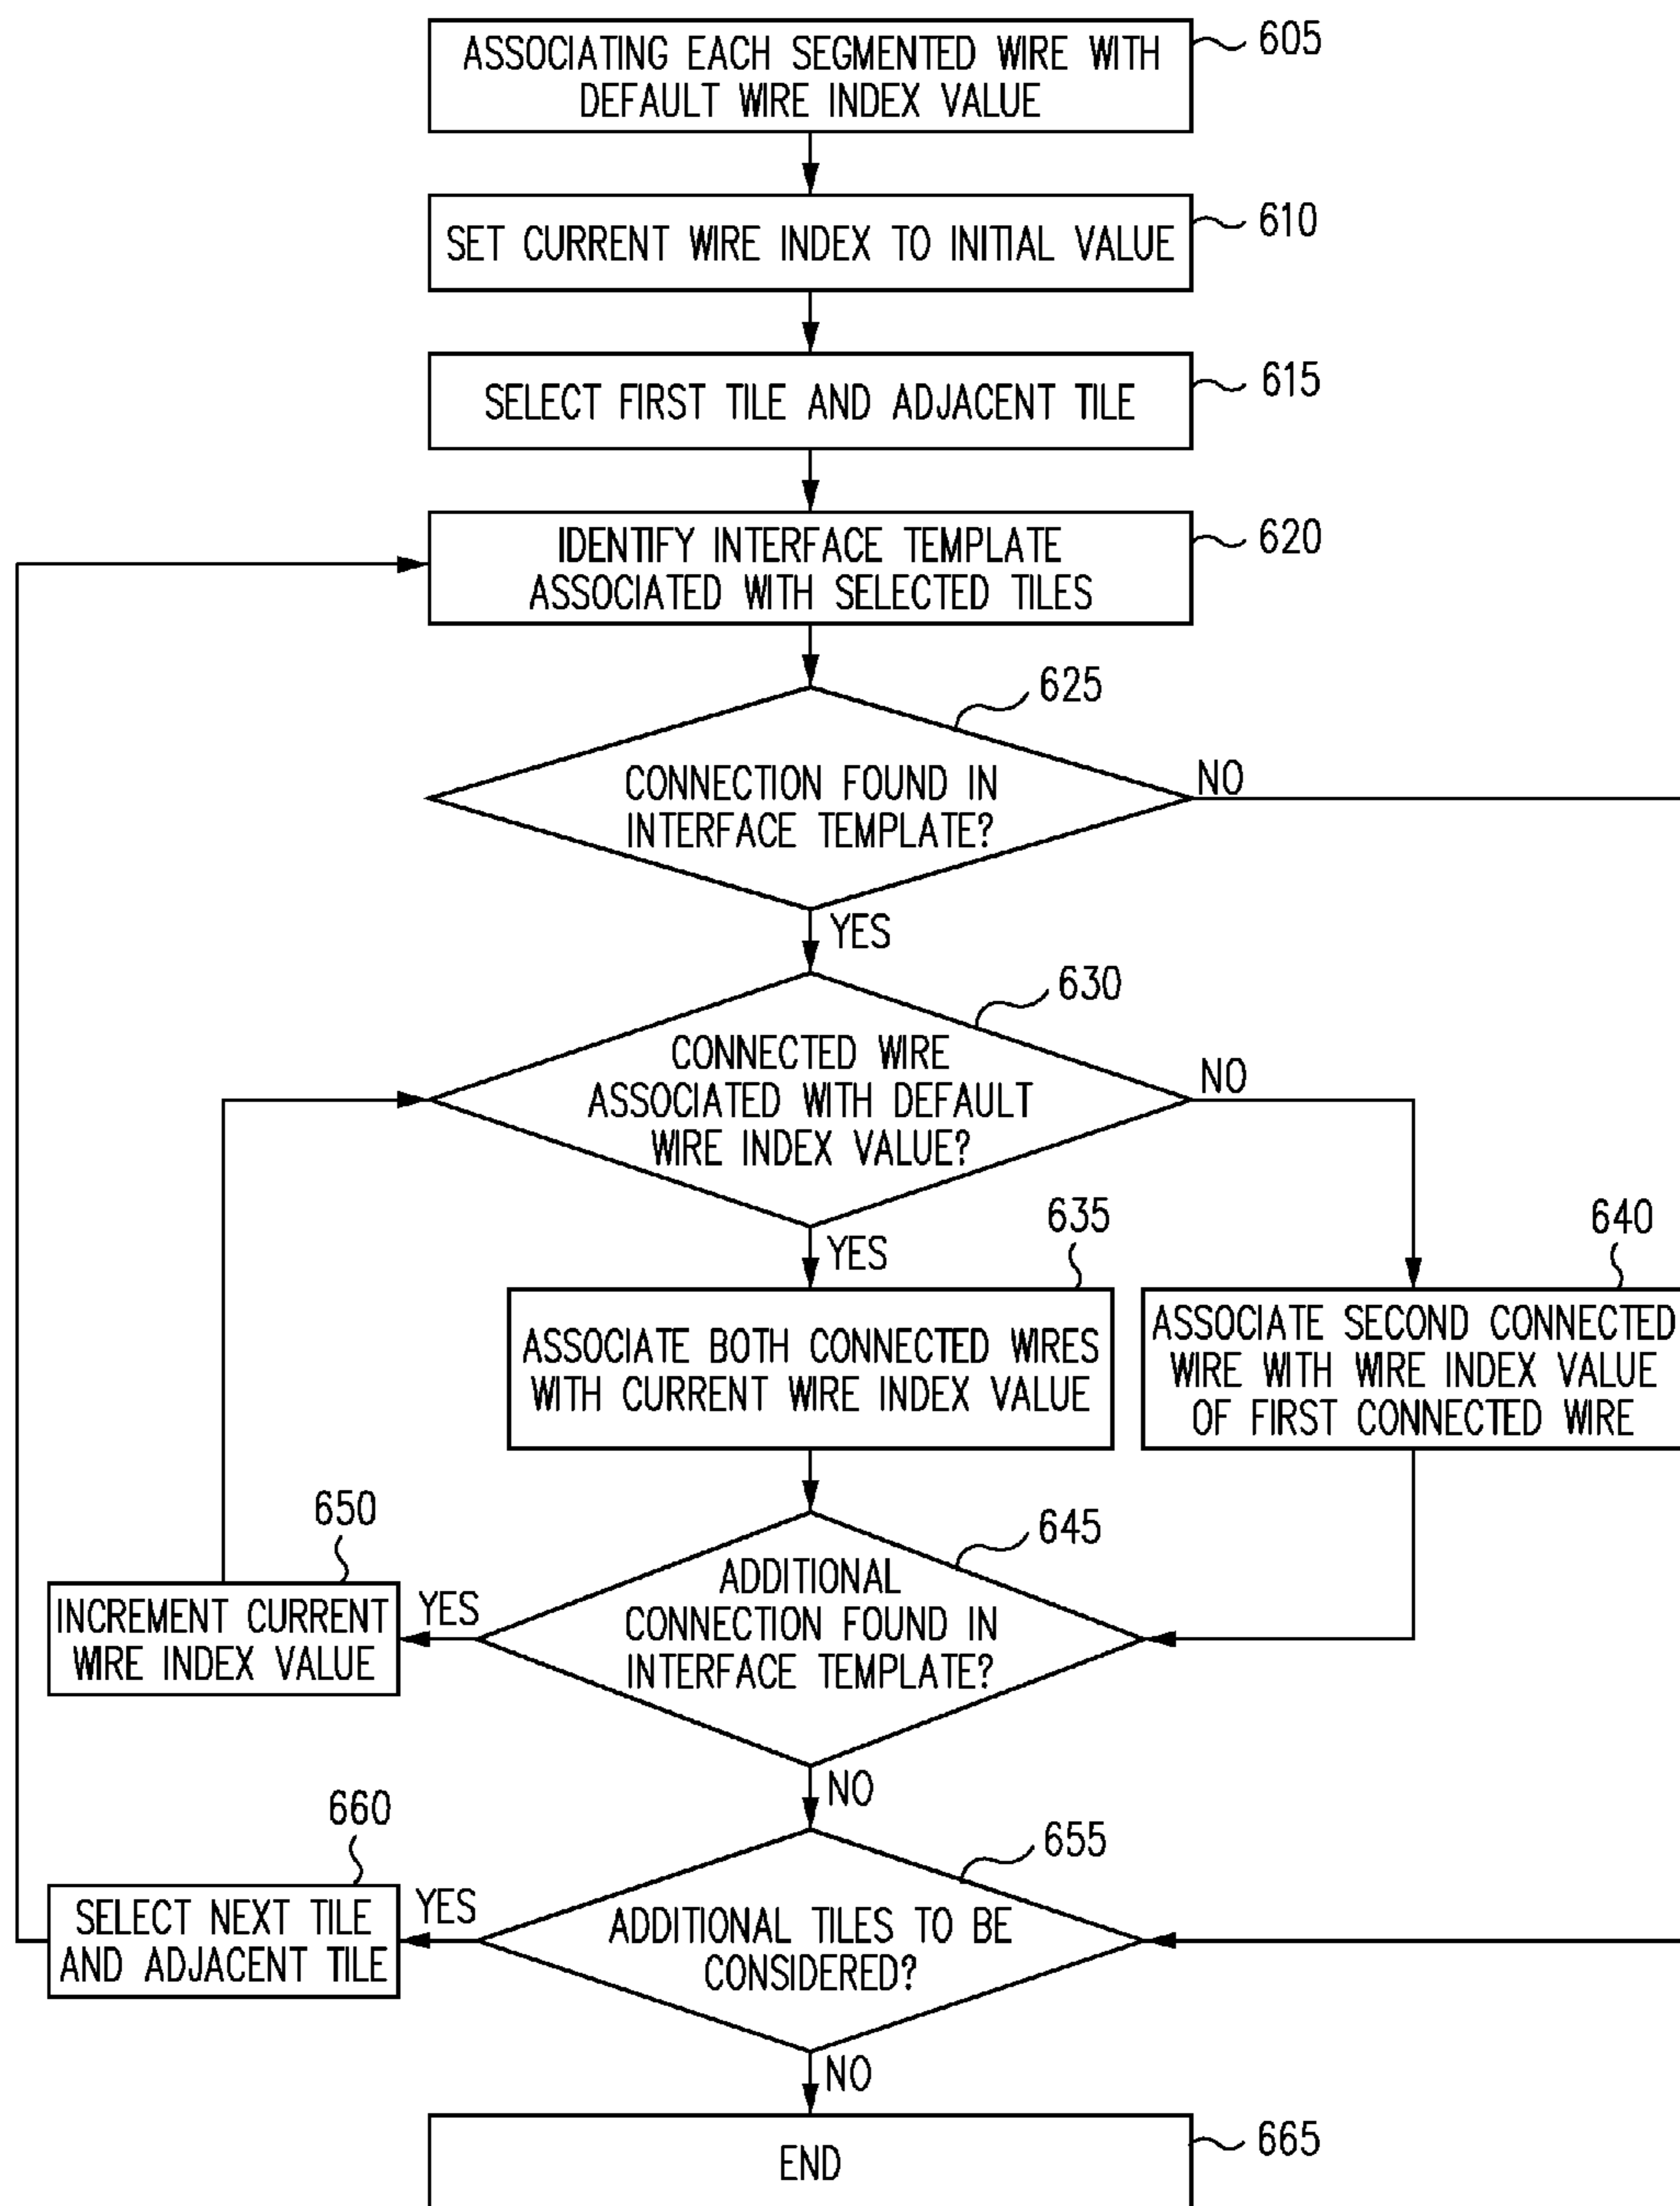 ASSOCIATING EACH SEGMENTED WIRE WITH
DEFAULT WIRE INDEX VALUE
605
SET CURRENT WIRE INDEX TO INITIAL VALUE
610
SELECT FIRST TILE AND ADJACENT TILE
615
IDENTIFY INTERFACE TEMPLATE
ASSOCIATED WITH SELECTED TILES
620
625
CONNECTION FOUND IN
INTERFACE TEMPLATE?
NO
YES
630
CONNECTED WIRE
ASSOCIATED WITH DEFAULT
WIRE INDEX VALUE?
NO
YES
635
ASSOCIATE BOTH CONNECTED WIRES
WITH CURRENT WIRE INDEX VALUE
640
ASSOCIATE SECOND CONNECTED
WIRE WITH WIRE INDEX VALUE
OF FIRST CONNECTED WIRE
645
ADDITIONAL
CONNECTION FOUND IN
INTERFACE TEMPLATE?
YES
650
INCREMENT CURRENT
WIRE INDEX VALUE
NO
655
ADDITIONAL TILES TO BE
CONSIDERED?
YES
660
SELECT NEXT TILE
AND ADJACENT TILE
NO
END
665